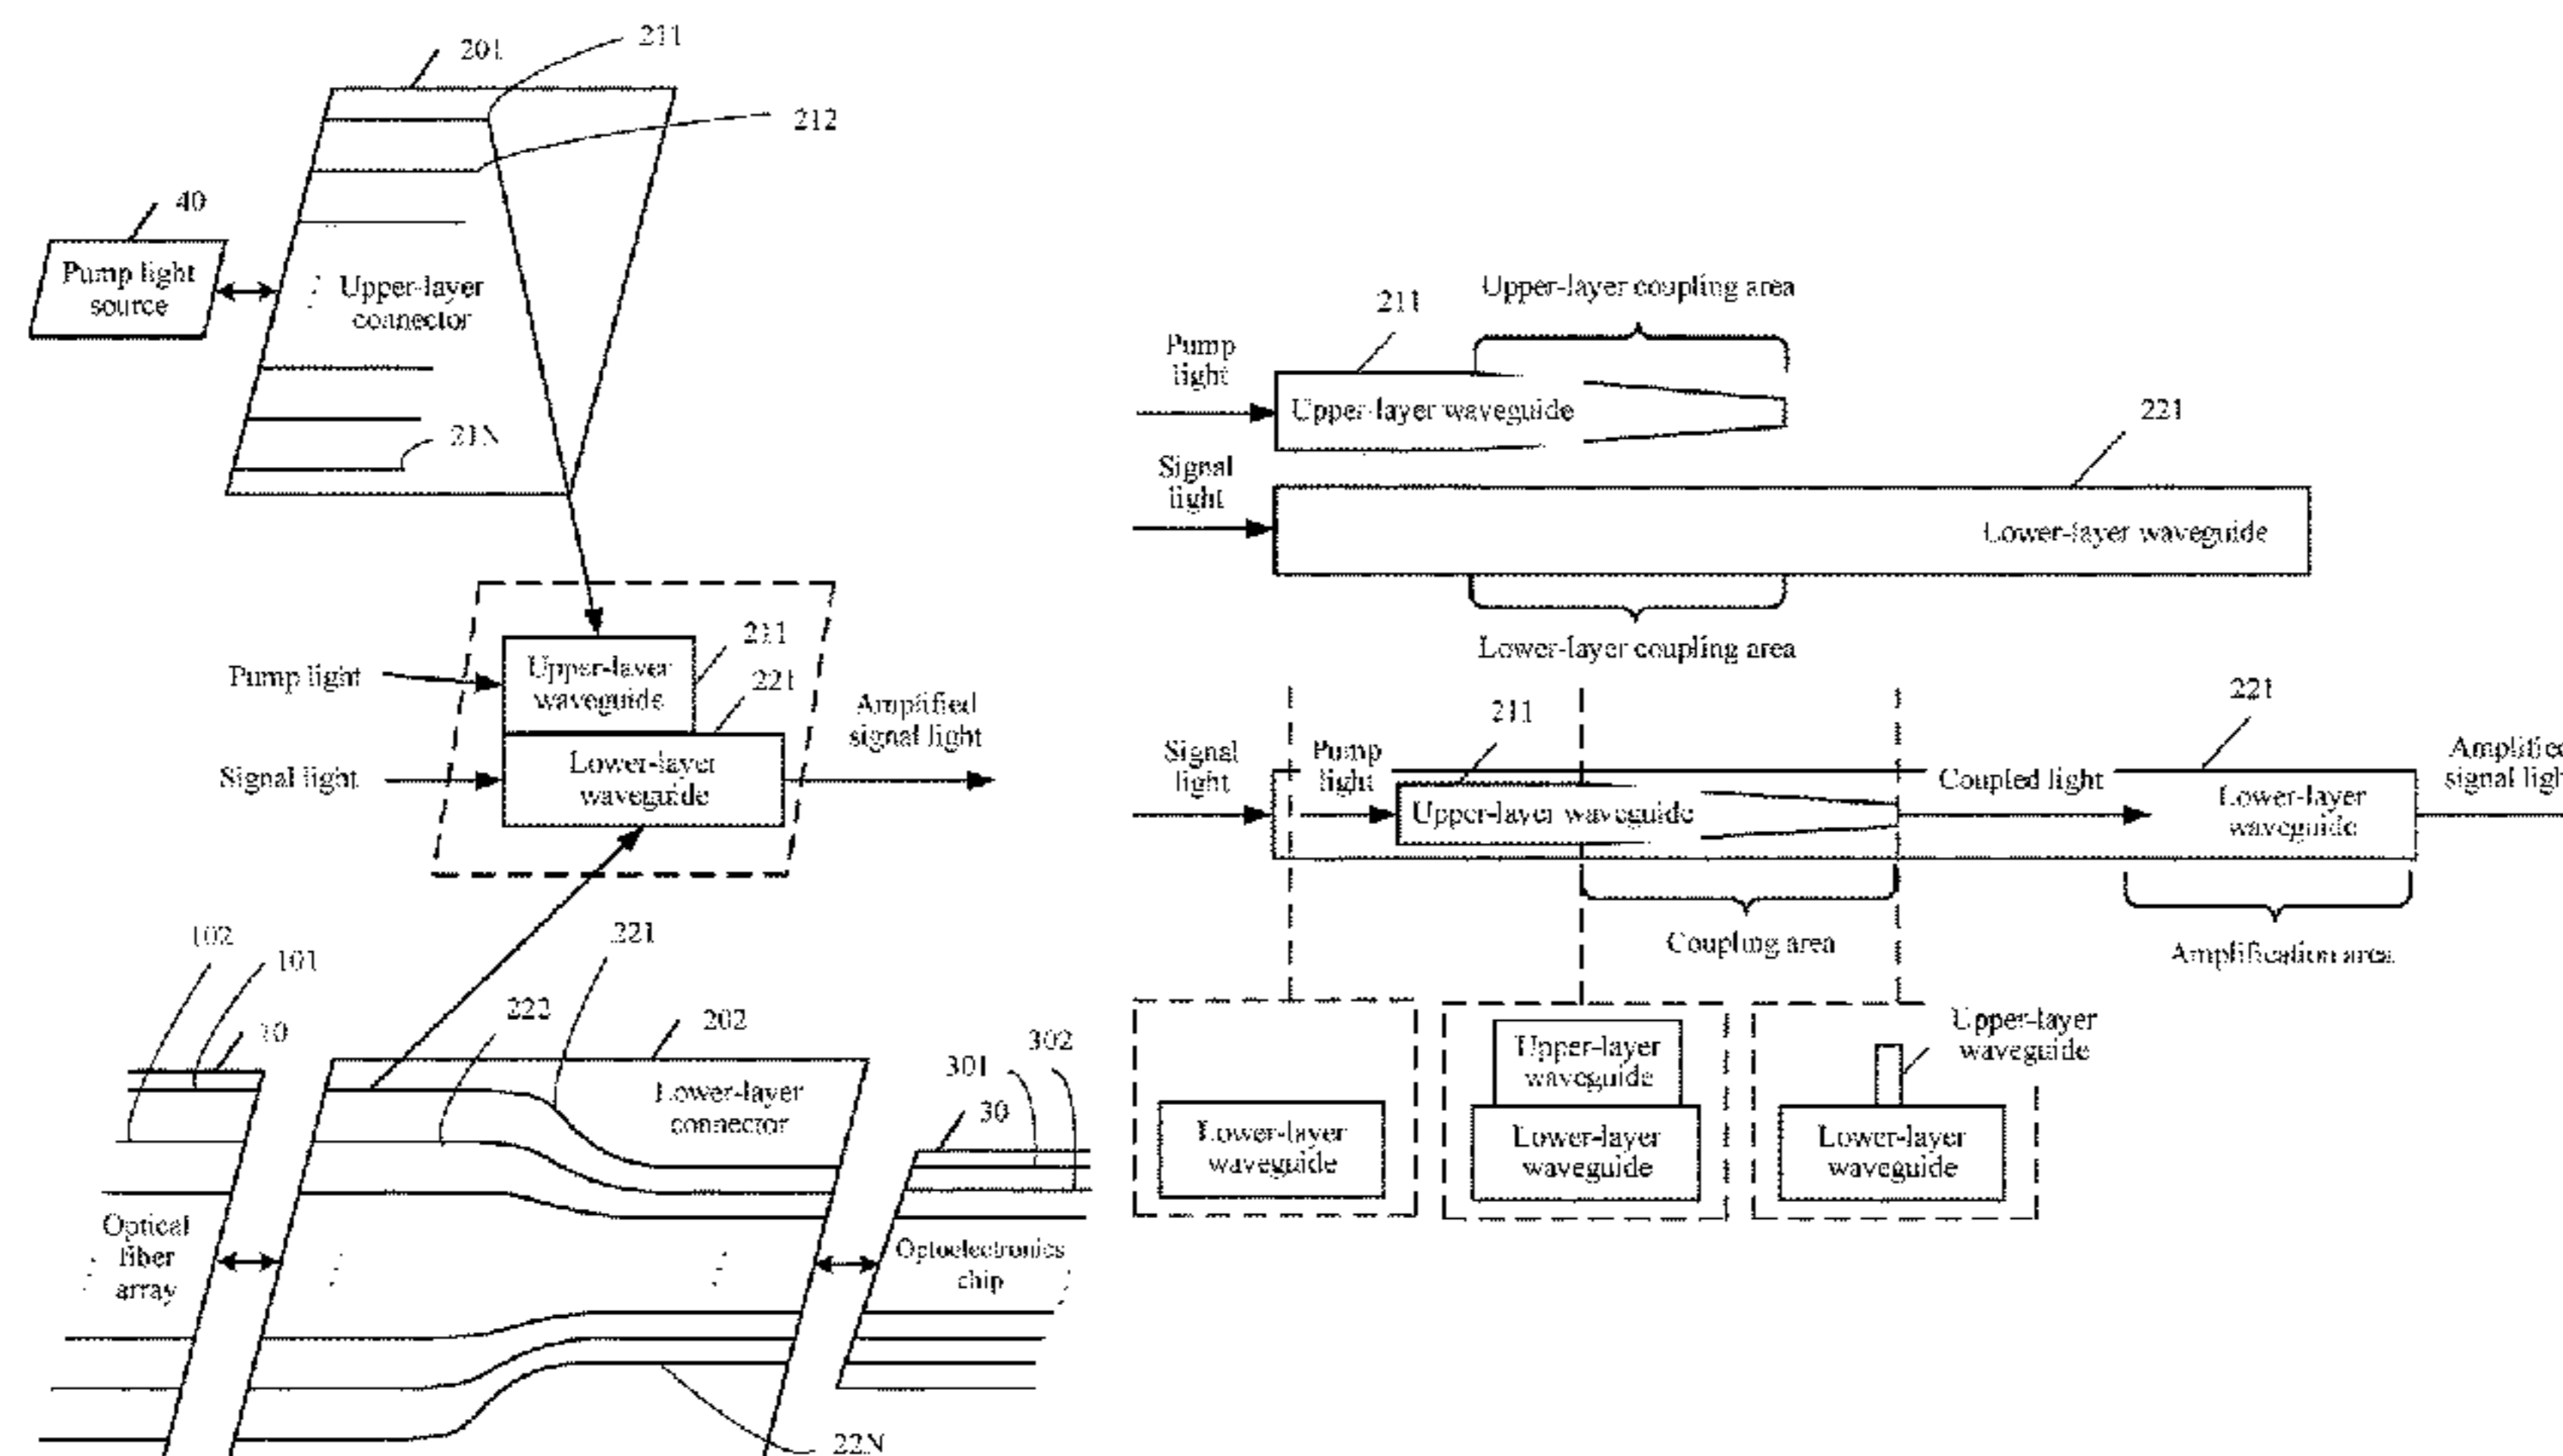 201
211
212
40
Pump light
source
Upper-layer
connector
21N
Pump light
Signal light
Upper-layer
waveguide
211
221
Lower-layer
waveguide
Amplified
signal light
102
101
10
221
222
202
Lower-layer
connector
301
302
30
Optical
fiber
array
Optoelectronics
chip
22N
Upper-layer coupling area
211
Pump
light
Upper-layer waveguide
221
Signal
light
Lower-layer waveguide
Lower-layer coupling area
221
211
Signal
light
Pump
light
Upper-layer waveguide
Coupled light
Lower-layer
waveguide
Amplified
signal light
Coupling area
Amplification area
Lower-layer
waveguide
Upper-layer
waveguide
Lower-layer
waveguide
Upper-layer
waveguide
Lower-layer
waveguide